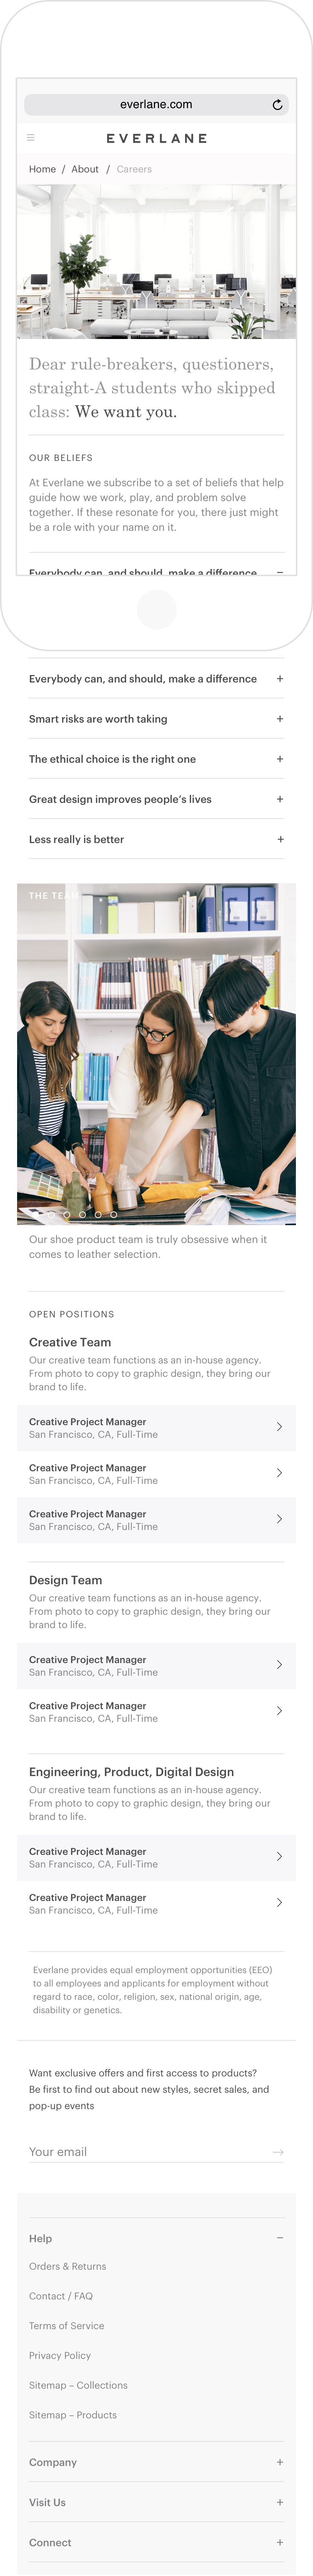 everlane.com
EVERLANE
Home / About / Careers
Dear rule-breakers, questioners,
straight-A students who skipped
class: We want you.
OUR BELIEFS
At Everlane we subscribe to a set of beliefs that help
guide how we work, play, and problem solve
together. If these resonate for you, there just might
be a role with your name on it.
Everybody can, and should, make a difference −
Everybody can, and should, make a difference +
Smart risks are worth taking +
The ethical choice is the right one +
Great design improves people’s lives +
Less really is better +
THE TEAM
Our shoe product team is truly obsessive when it
comes to leather selection.
OPEN POSITIONS
Creative Team
Our creative team functions as an in-house agency.
From photo to copy to graphic design, they bring our
brand to life.
Creative Project Manager
San Francisco, CA, Full-Time
Creative Project Manager
San Francisco, CA, Full-Time
Creative Project Manager
San Francisco, CA, Full-Time
Design Team
Our creative team functions as an in-house agency.
From photo to copy to graphic design, they bring our
brand to life.
Creative Project Manager
San Francisco, CA, Full-Time
Creative Project Manager
San Francisco, CA, Full-Time
Engineering, Product, Digital Design
Our creative team functions as an in-house agency.
From photo to copy to graphic design, they bring our
brand to life.
Creative Project Manager
San Francisco, CA, Full-Time
Creative Project Manager
San Francisco, CA, Full-Time
Everlane provides equal employment opportunities (EEO)
to all employees and applicants for employment without
regard to race, color, religion, sex, national origin, age,
disability or genetics.
Want exclusive offers and first access to products?
Be first to find out about new styles, secret sales, and
pop-up events
Your email →
Help −
Orders & Returns
Contact / FAQ
Terms of Service
Privacy Policy
Sitemap – Collections
Sitemap – Products
Company +
Visit Us +
Connect +